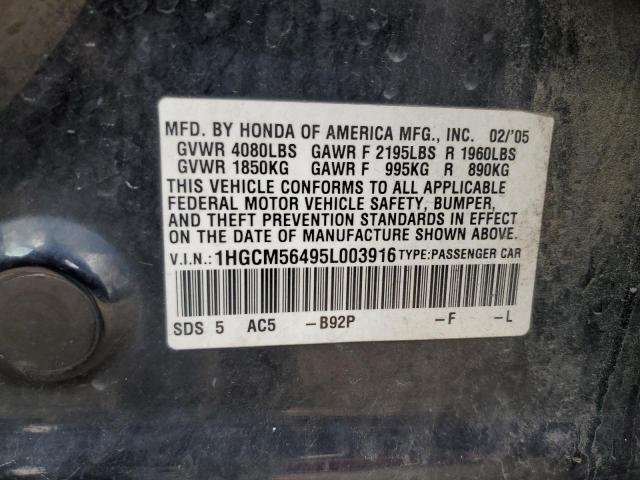 MFD. BY HONDA OF AMERICA MFG., INC. 02/'05
GVWR 4080LBS GAWR F 2195LBS R 1960LBS
GVWR 1850KG GAWR F 995KG R 890KG
THIS VEHICLE CONFORMS TO ALL APPLICABLE
FEDERAL MOTOR VEHICLE SAFETY, BUMPER,
AND THEFT PREVENTION STANDARDS IN EFFECT
ON THE DATE OF MANUFACTURE SHOWN ABOVE.
V.I.N.:1HGCM56495L003916 TYPE:PASSENGER CAR
SDS 5 AC5 -B92P -F -L